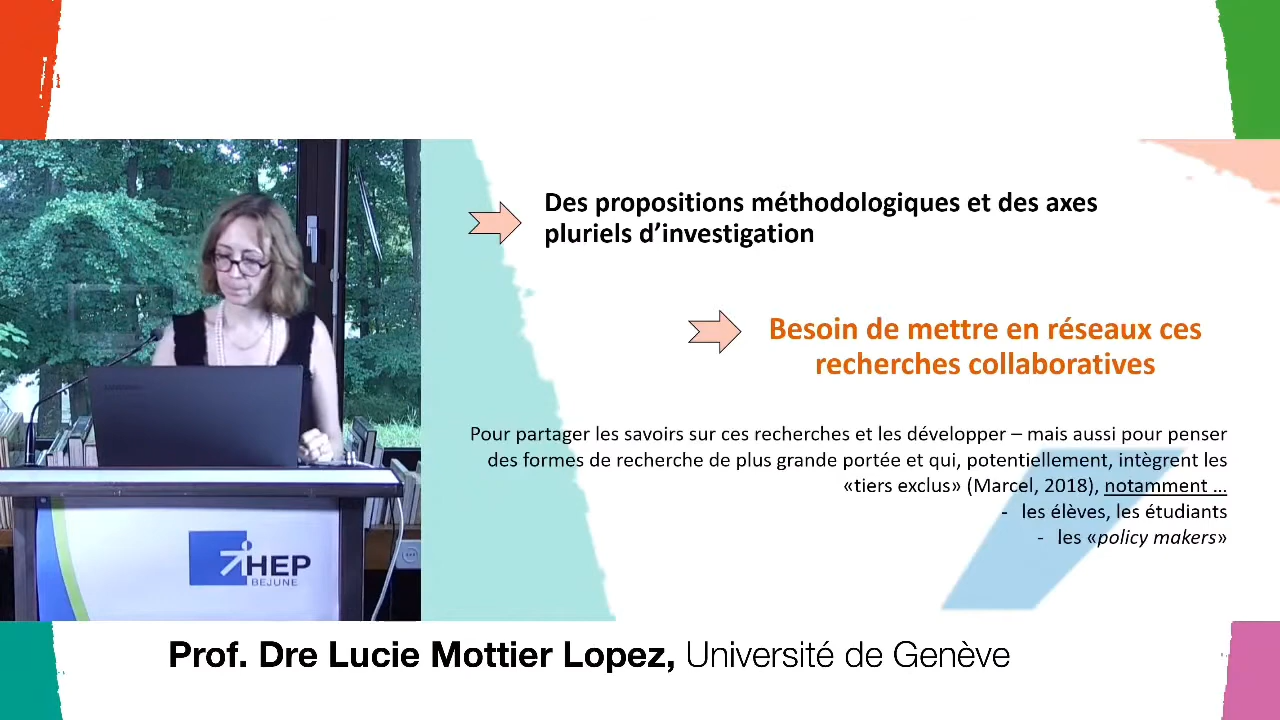 Des propositions méthodologiques et des axes
pluriels d’investigation
Besoin de mettre en réseaux ces
recherches collaboratives
Pour partager les savoirs sur ces recherches et les développer – mais aussi pour penser
des formes de recherche de plus grande portée et qui, potentiellement, intègrent les
«tiers exclus» (Marcel, 2018), notamment ...
- les élèves, les étudiants
- les «policy makers»
HEP
BEJUNE
Prof. Dre Lucie Mottier Lopez, Université de Genève